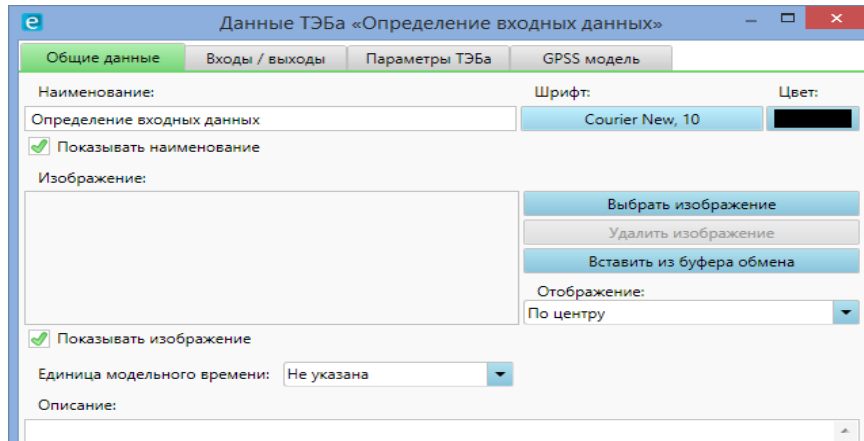 Данные ТЭБа «Определение входных данных»
Общие данные Входы / выходы Параметры ТЭБа GPSS модель
Наименование: Шрифт: Цвет:
Определение входных данных Courier New, 10
Показывать наименование
Изображение:
Выбрать изображение
Удалить изображение
Вставить из буфера обмена
Отображение:
По центру
Показывать изображение
Единица модельного времени: Не указана
Описание: